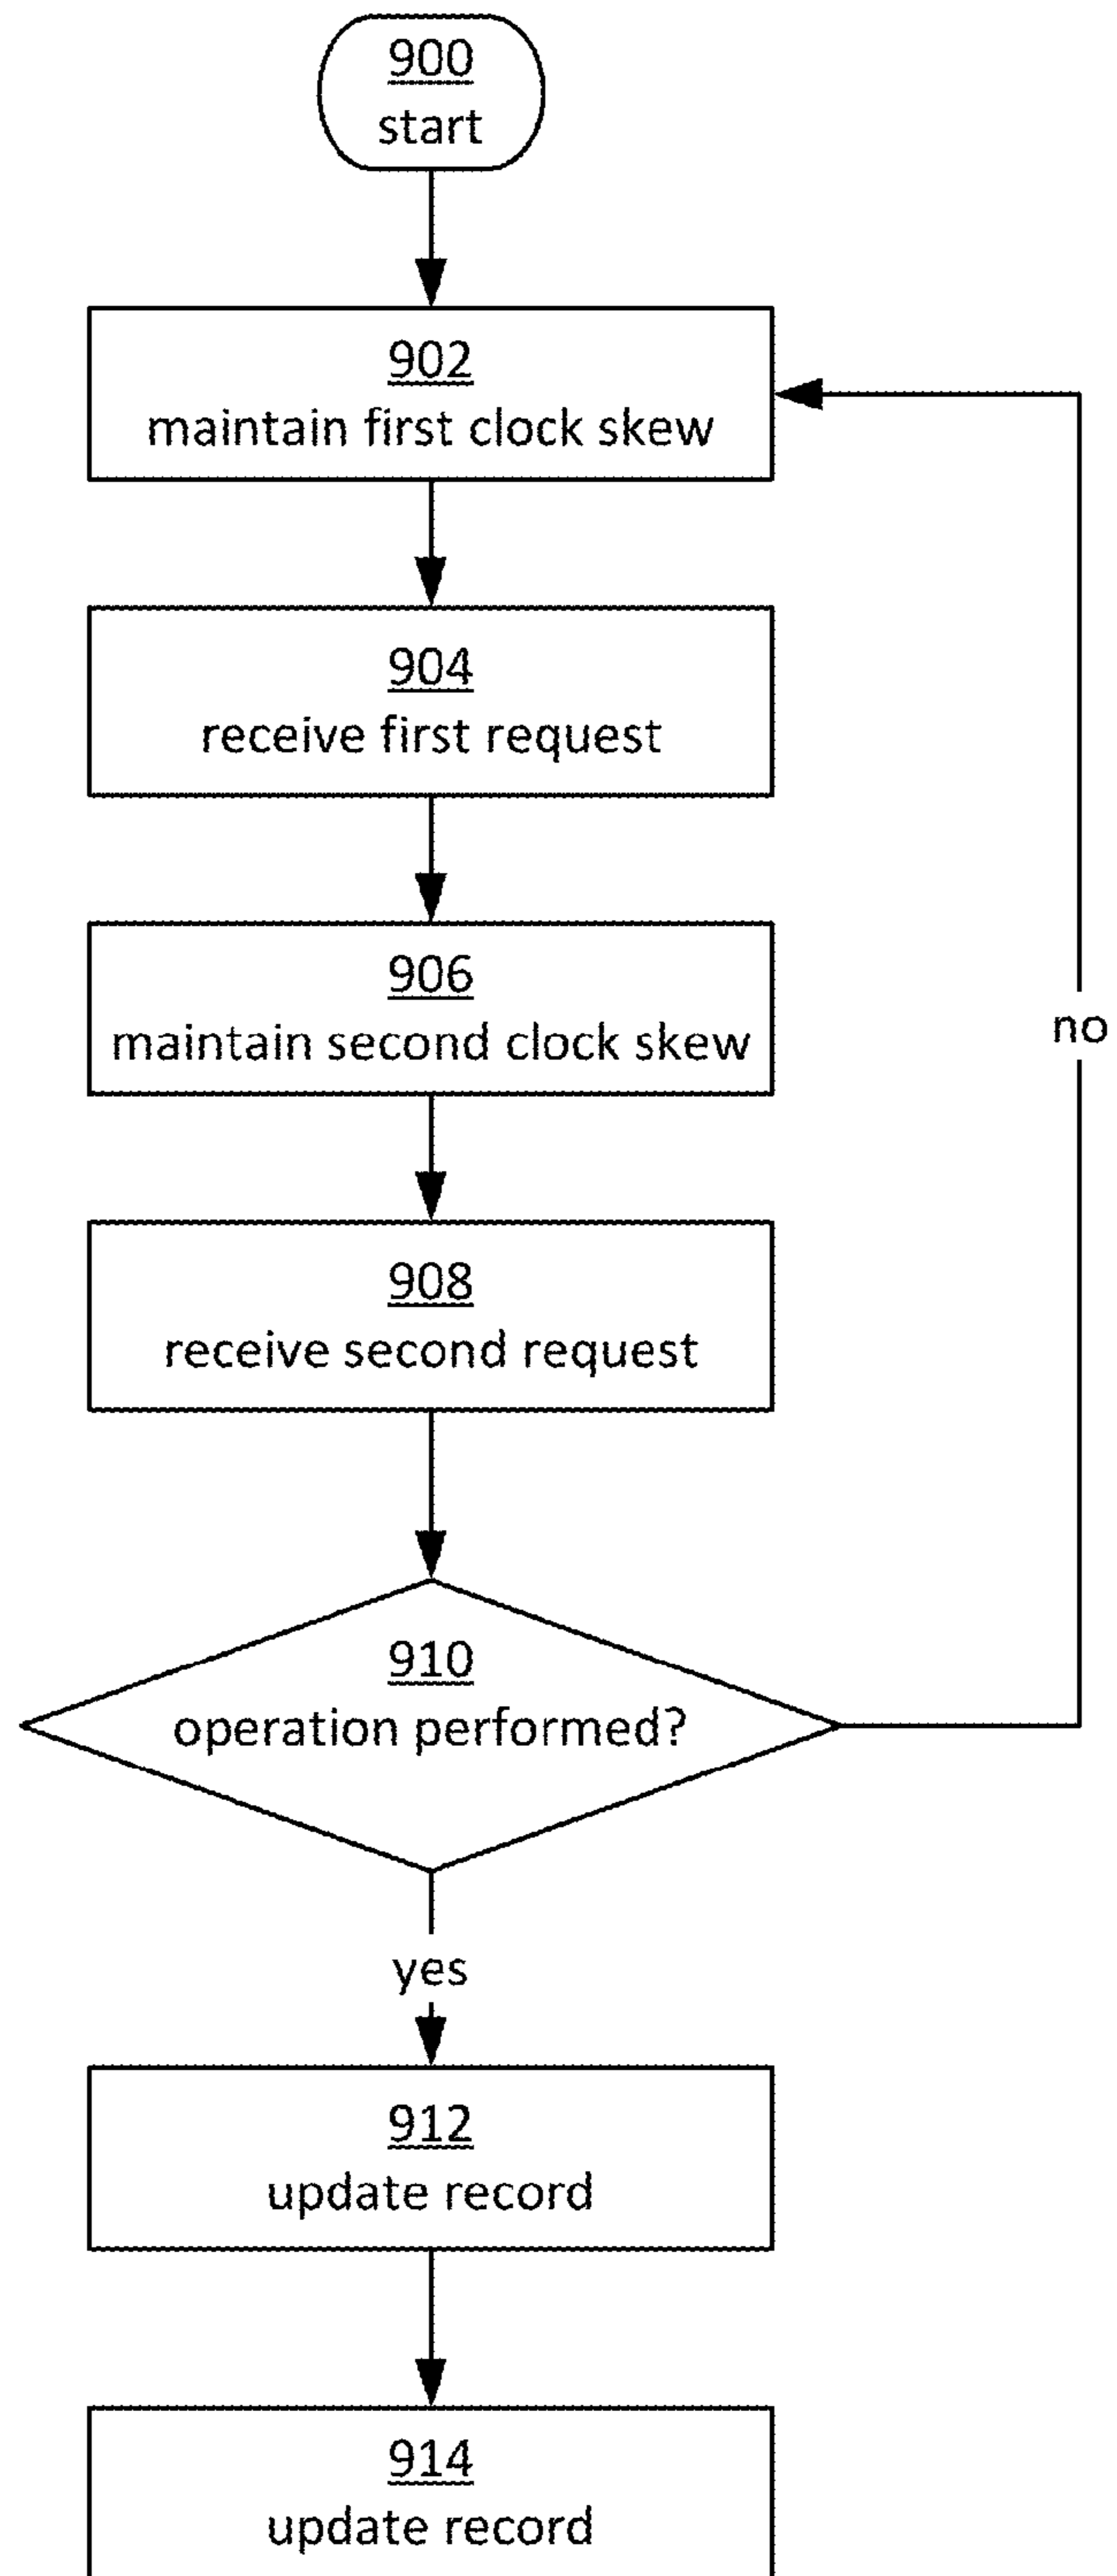 900
start
902
maintain first clock skew
904
receive first request
906
maintain second clock skew
no
908
receive second request
910
operation performed?
yes
912
update record
914
update record